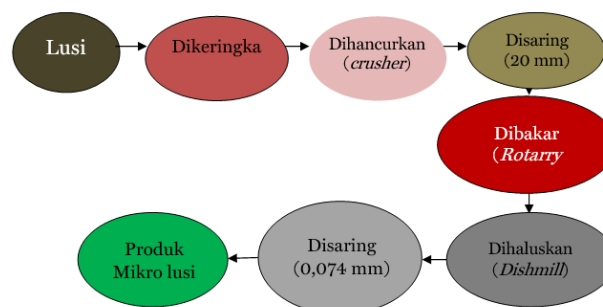 Lusi
Dikeringka
Dihancurkan
(crusher)
Disaring
(20 mm)
Dibakar
(Rotarry
Dihaluskan
(Dishmill)
Disaring
(0,074 mm)
Produk
Mikro lusi